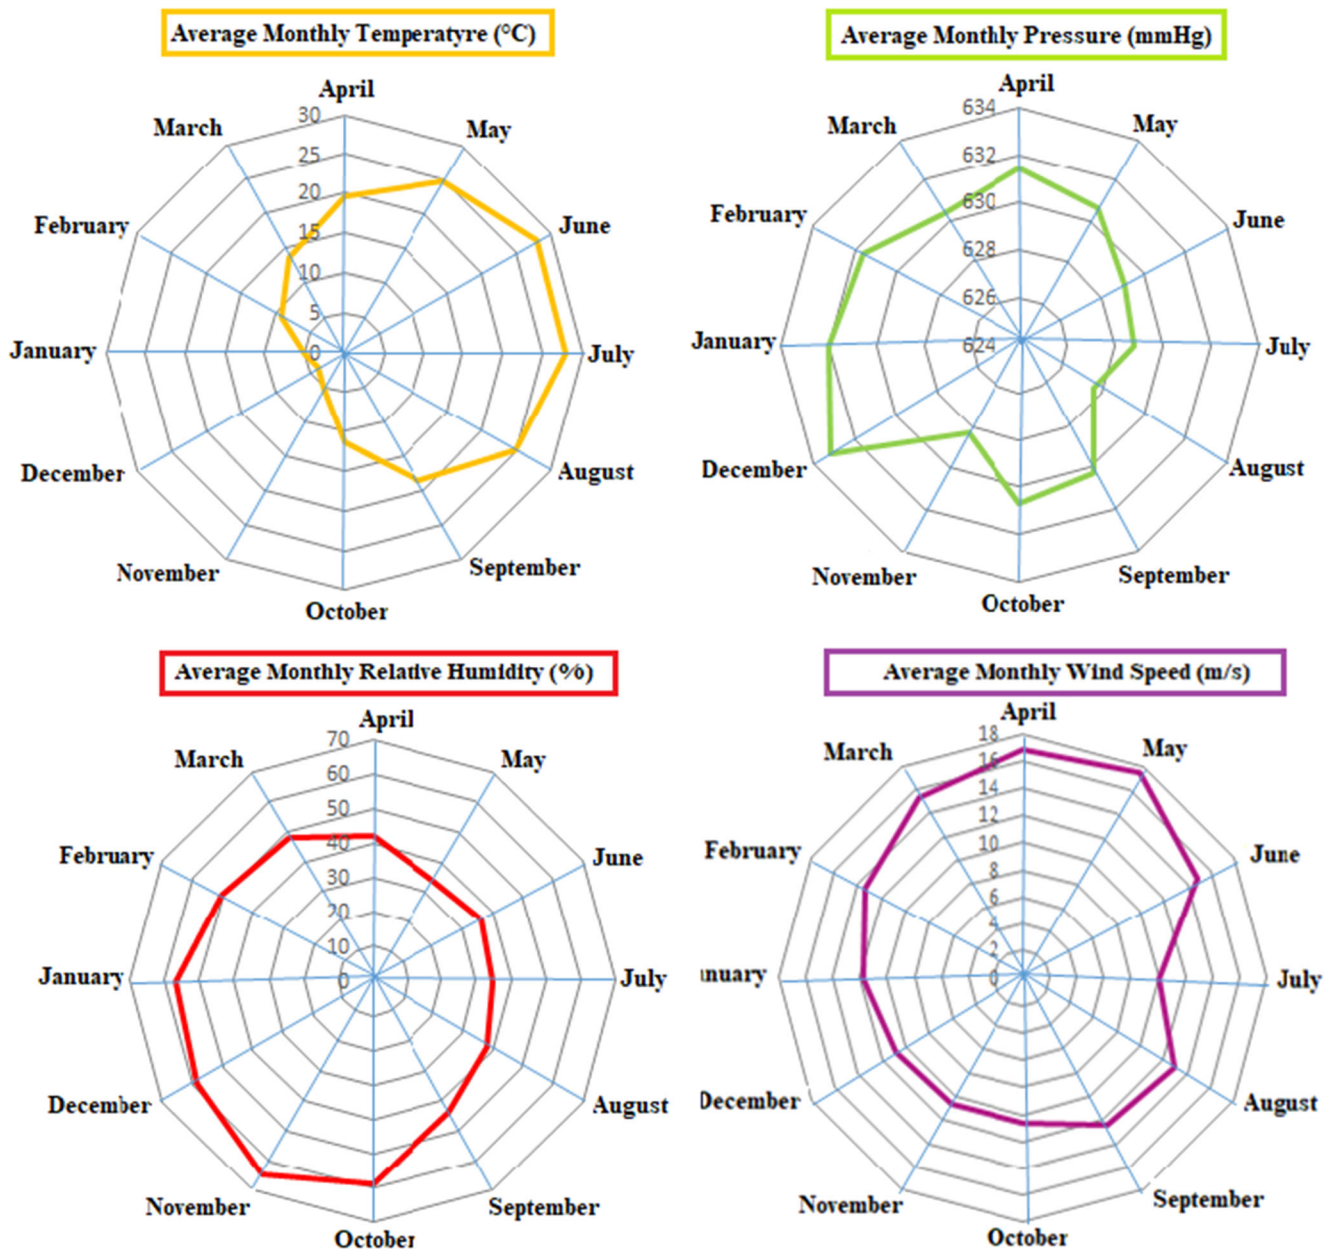 Average Monthly Temperatyre (°C)
April
May
June
July
August
September
October
November
December
January
February
March
30
25
20
15
10
5
0
Average Monthly Pressure (mmHg)
April
May
June
July
August
September
October
November
December
January
February
March
634
632
630
628
626
624
Average Monthly Relative Humidity (%)
April
May
June
July
August
September
October
November
December
January
February
March
70
60
50
40
30
20
10
0
Average Monthly Wind Speed (m/s)
April
May
June
July
August
September
October
November
December
nuary
February
March
18
16
14
12
10
8
6
4
2
0